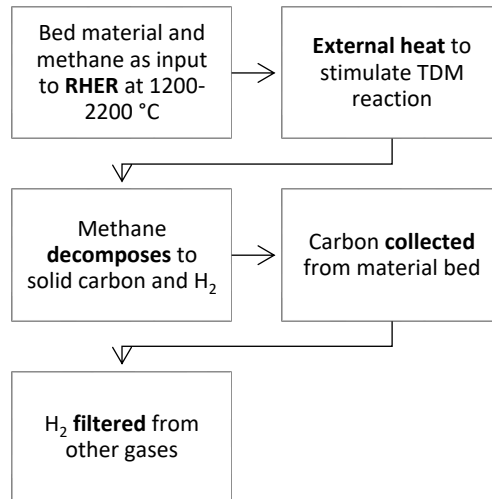 Bed material and
methane as input
to RHER at 1200-
2200 °C
External heat to
stimulate TDM
reaction
Methane
decomposes to
solid carbon and H₂
Carbon collected
from material bed
H₂ filtered from
other gases